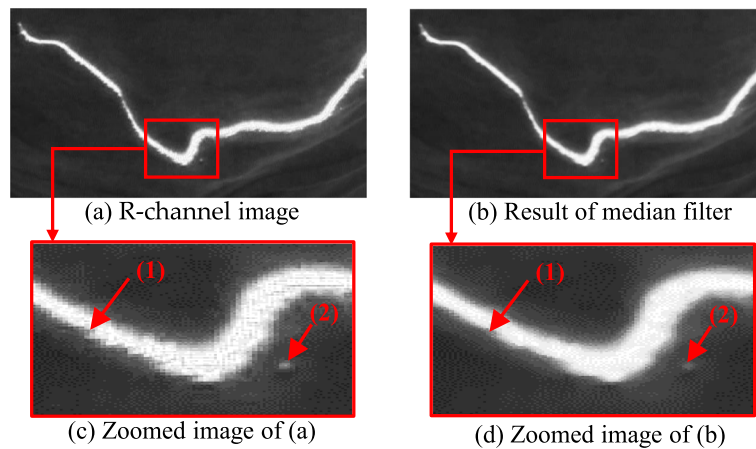 (a) R-channel image
(b) Result of median filter
(1)
(2)
(1)
(2)
(c) Zoomed image of (a)
(d) Zoomed image of (b)